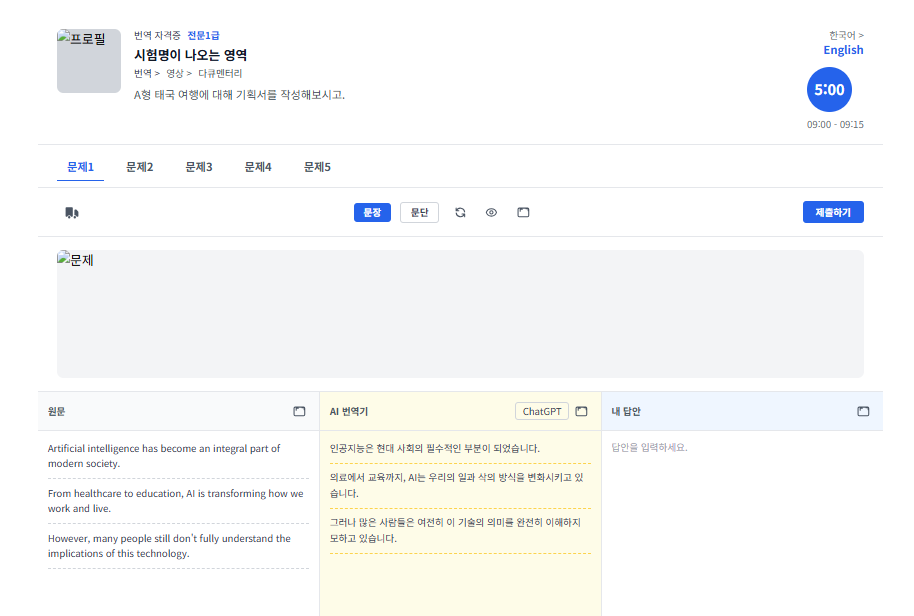 프로필
번역 자격증 전문1급
시험명이 나오는 영역
번역 > 영상 > 다큐멘터리
A형 태국 여행에 대해 기획서를 작성해보시고.
한국어 >
English
5:00
09:00 - 09:15
문제1 문제2 문제3 문제4 문제5
문장 문단 제출하기
문제
원문
Artificial intelligence has become an integral part of
modern society.
From healthcare to education, AI is transforming how we
work and live.
However, many people still don't fully understand the
implications of this technology.
AI 번역기 ChatGPT
인공지능은 현대 사회의 필수적인 부분이 되었습니다.
의료에서 교육까지, AI는 우리의 일과 삭의 방식을 변화시키고 있
습니다.
그러나 많은 사람들은 여전히 이 기술의 의미를 완전히 이해하지
모하고 있습니다.
내 답안
답안을 입력하세요.